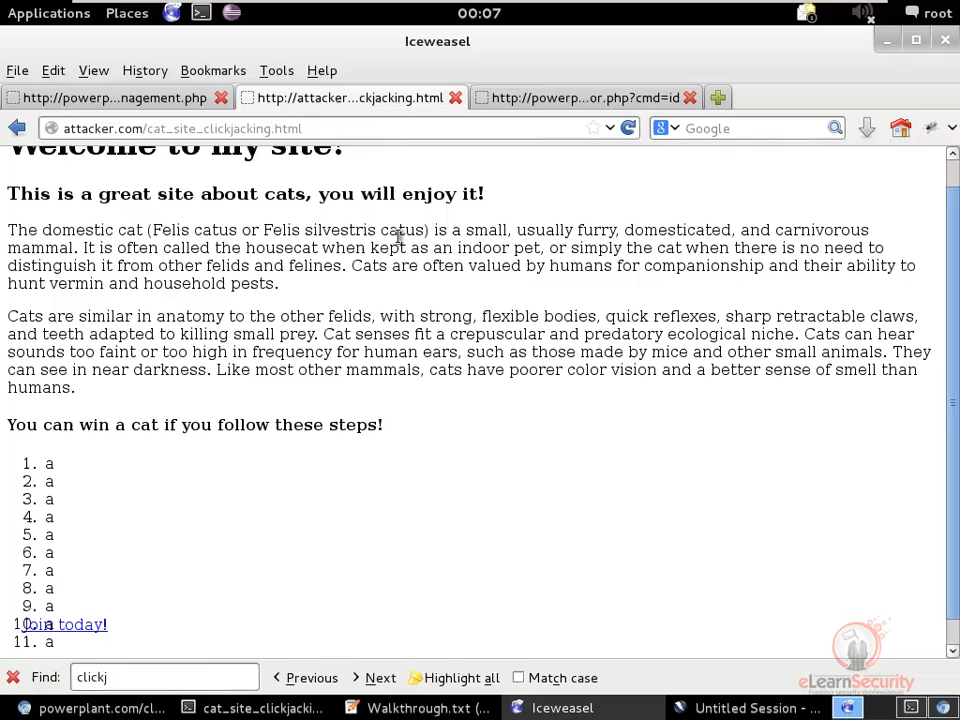 Applications Places 00:07 root
Iceweasel
File Edit View History Bookmarks Tools Help
http://powerp...nagement.php http://attacker...ckjacking.html http://powerp...or.php?cmd=id
attacker.com/cat_site_clickjacking.html Google
Welcome to my site!
This is a great site about cats, you will enjoy it!
The domestic cat (Felis catus or Felis silvestris catus) is a small, usually furry, domesticated, and carnivorous
mammal. It is often called the housecat when kept as an indoor pet, or simply the cat when there is no need to
distinguish it from other felids and felines. Cats are often valued by humans for companionship and their ability to
hunt vermin and household pests.
Cats are similar in anatomy to the other felids, with strong, flexible bodies, quick reflexes, sharp retractable claws,
and teeth adapted to killing small prey. Cat senses fit a crepuscular and predatory ecological niche. Cats can hear
sounds too faint or too high in frequency for human ears, such as those made by mice and other small animals. They
can see in near darkness. Like most other mammals, cats have poorer color vision and a better sense of smell than
humans.
You can win a cat if you follow these steps!
1. a
2. a
3. a
4. a
5. a
6. a
7. a
8. a
9. a
10. a
Join today!
11. a
Find: clickj Previous Next Highlight all Match case
eLearnSecurity
Forging security professionals
powerplant.com/cl... cat_site_clickjacki... Walkthrough.txt (... Iceweasel Untitled Session - ...